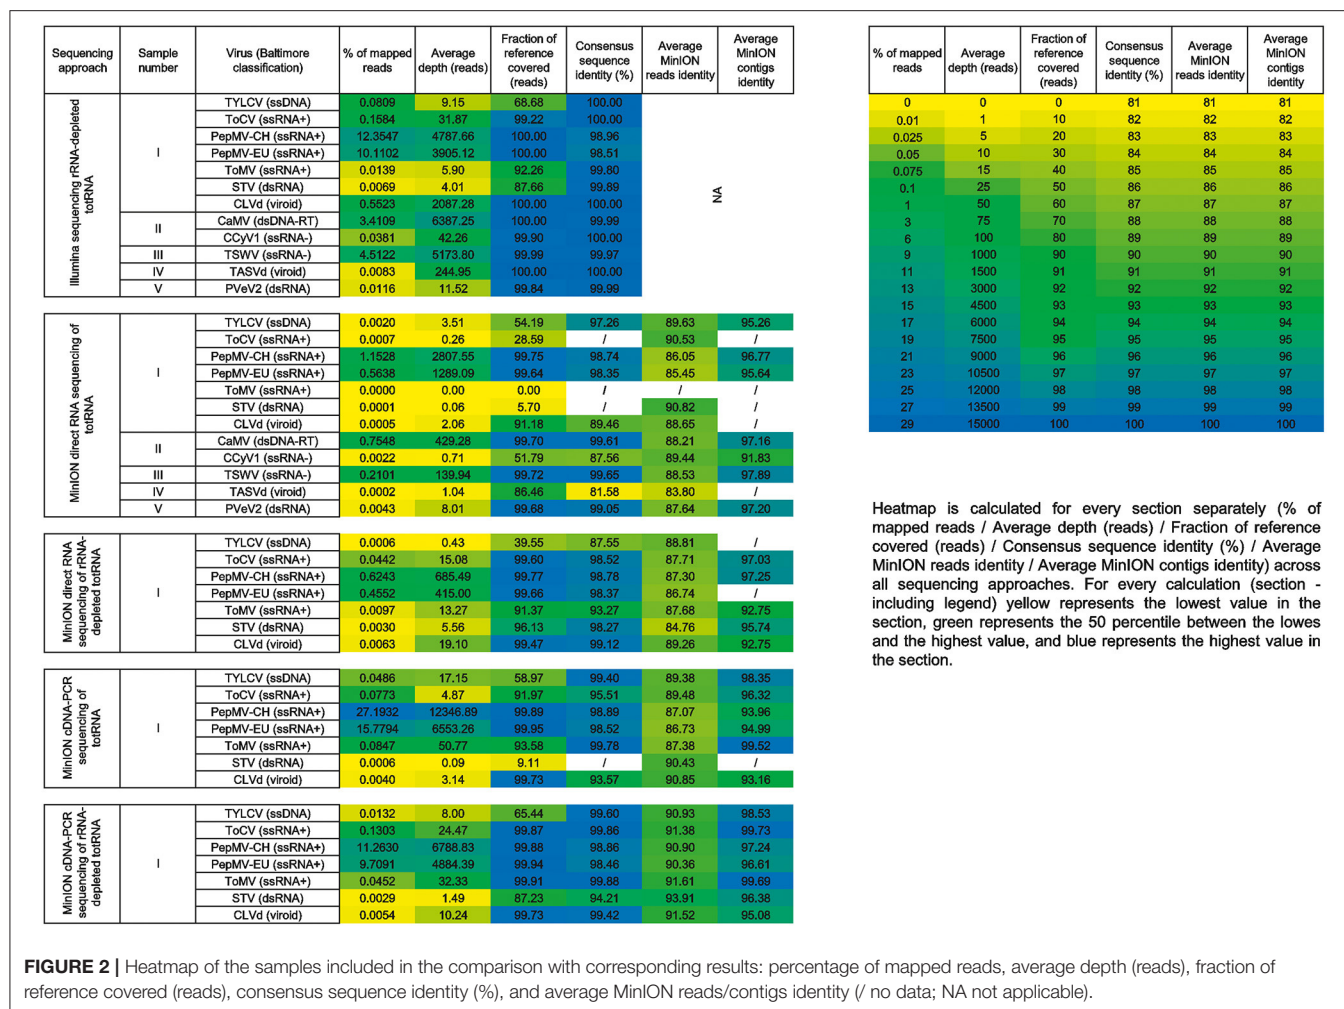 Sequencing approach | Sample number | Virus (Baltimore classification) | % of mapped reads | Average depth (reads) | Fraction of reference covered (reads) | Consensus sequence identity (%) | Average MinION reads identity | Average MinION contigs identity
Illumina sequencing rRNA-depleted totRNA
I
TYLCV (ssDNA) 0.0809 9.15 68.68 100.00
ToCV (ssRNA+) 0.1584 31.87 99.22 100.00
PepMV-CH (ssRNA+) 12.3547 4787.66 100.00 98.96
PepMV-EU (ssRNA+) 10.1102 3905.12 100.00 98.51
ToMV (ssRNA+) 0.0139 5.90 92.26 99.80
STV (dsRNA) 0.0069 4.01 87.66 99.89
CLVd (viroid) 0.5523 2087.28 100.00 100.00
II
CaMV (dsDNA-RT) 3.4109 6387.25 100.00 99.99
CCyV1 (ssRNA-) 0.0381 42.26 99.90 100.00
III TSWV (ssRNA-) 4.5122 5173.80 99.99 99.97
IV TASVd (viroid) 0.0083 244.95 100.00 100.00
V PVeV2 (dsRNA) 0.0116 11.52 99.84 99.99
NA
MinION direct RNA sequencing of totRNA
I
TYLCV (ssDNA) 0.0020 3.51 54.19 97.26 89.63 95.26
ToCV (ssRNA+) 0.0007 0.26 28.59 / 90.53 /
PepMV-CH (ssRNA+) 1.1528 2807.55 99.75 98.74 86.05 96.77
PepMV-EU (ssRNA+) 0.5638 1289.09 99.64 98.35 85.45 95.64
ToMV (ssRNA+) 0.0000 0.00 0.00 / / /
STV (dsRNA) 0.0001 0.06 5.70 / 90.82 /
CLVd (viroid) 0.0005 2.06 91.18 89.46 88.65 /
II
CaMV (dsDNA-RT) 0.7548 429.28 99.70 99.61 88.21 97.16
CCyV1 (ssRNA-) 0.0022 0.71 51.79 87.56 89.44 91.83
III TSWV (ssRNA-) 0.2101 139.94 99.72 99.65 88.53 97.89
IV TASVd (viroid) 0.0002 1.04 86.46 81.58 83.80 /
V PVeV2 (dsRNA) 0.0043 8.01 99.68 99.05 87.64 97.20
MinION direct RNA sequencing of rRNA-depleted totRNA
I
TYLCV (ssDNA) 0.0006 0.43 39.55 87.55 88.81 /
ToCV (ssRNA+) 0.0442 15.08 99.60 98.52 87.71 97.03
PepMV-CH (ssRNA+) 0.6243 685.49 99.77 98.78 87.30 97.25
PepMV-EU (ssRNA+) 0.4552 415.00 99.66 98.37 86.74 /
ToMV (ssRNA+) 0.0097 13.27 91.37 93.27 87.68 92.75
STV (dsRNA) 0.0030 5.56 96.13 98.27 84.76 95.74
CLVd (viroid) 0.0063 19.10 99.47 99.12 89.26 92.75
MinION cDNA-PCR sequencing of totRNA
I
TYLCV (ssDNA) 0.0486 17.15 58.97 99.40 89.38 98.35
ToCV (ssRNA+) 0.0773 4.87 91.97 95.51 89.48 96.32
PepMV-CH (ssRNA+) 27.1932 12346.89 99.89 98.89 87.07 93.96
PepMV-EU (ssRNA+) 15.7794 6553.26 99.95 98.52 86.73 94.99
ToMV (ssRNA+) 0.0847 50.77 93.58 99.78 87.38 99.52
STV (dsRNA) 0.0006 0.09 9.11 / 90.43 /
CLVd (viroid) 0.0040 3.14 99.73 93.57 90.85 93.16
MinION cDNA-PCR sequencing of rRNA-depleted totRNA
I
TYLCV (ssDNA) 0.0132 8.00 65.44 99.60 90.93 98.53
ToCV (ssRNA+) 0.1303 24.47 99.87 99.86 91.38 99.73
PepMV-CH (ssRNA+) 11.2630 6788.83 99.88 98.86 90.90 97.24
PepMV-EU (ssRNA+) 9.7091 4884.39 99.94 98.46 90.36 96.61
ToMV (ssRNA+) 0.0452 32.33 99.91 99.88 91.61 99.69
STV (dsRNA) 0.0029 1.49 87.23 94.21 93.91 96.38
CLVd (viroid) 0.0054 10.24 99.73 99.42 91.52 95.08
% of mapped reads | Average depth (reads) | Fraction of reference covered (reads) | Consensus sequence identity (%) | Average MinION reads identity | Average MinION contigs identity
0 0 0 81 81 81
0.01 1 10 82 82 82
0.025 5 20 83 83 83
0.05 10 30 84 84 84
0.075 15 40 85 85 85
0.1 25 50 86 86 86
1 50 60 87 87 87
3 75 70 88 88 88
6 100 80 89 89 89
9 1000 90 90 90 90
11 1500 91 91 91 91
13 3000 92 92 92 92
15 4500 93 93 93 93
17 6000 94 94 94 94
19 7500 95 95 95 95
21 9000 96 96 96 96
23 10500 97 97 97 97
25 12000 98 98 98 98
27 13500 99 99 99 99
29 15000 100 100 100 100
Heatmap is calculated for every section separately (% of
mapped reads / Average depth (reads) / Fraction of reference
covered (reads) / Consensus sequence identity (%) / Average
MinION reads identity / Average MinION contigs identity) across
all sequencing approaches. For every calculation (section -
including legend) yellow represents the lowest value in the
section, green represents the 50 percentile between the lowes
and the highest value, and blue represents the highest value in
the section.
FIGURE 2 | Heatmap of the samples included in the comparison with corresponding results: percentage of mapped reads, average depth (reads), fraction of
reference covered (reads), consensus sequence identity (%), and average MinION reads/contigs identity (/ no data; NA not applicable).